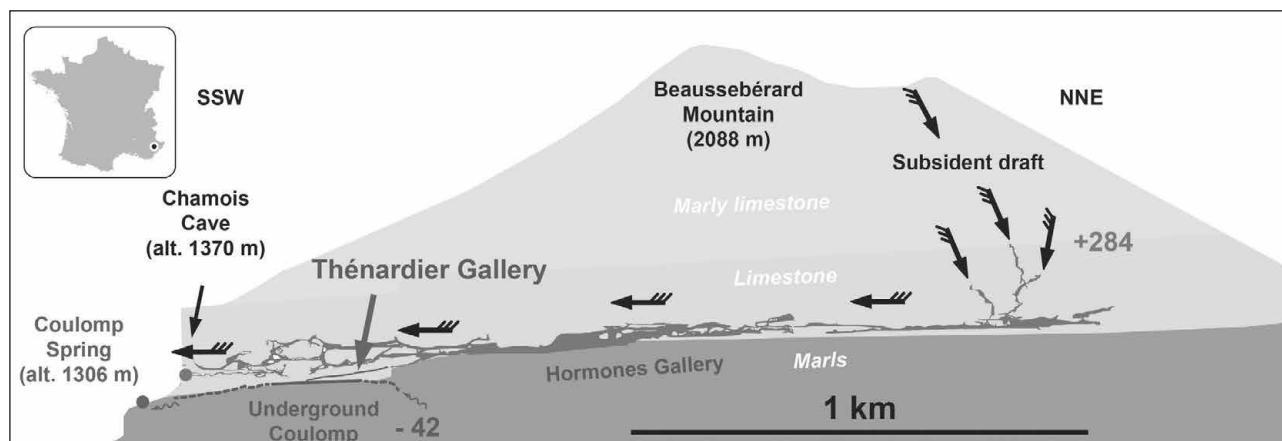 SSW
Beaussebérard
Mountain
(2088 m)
NNE
Subsident draft
Chamois
Cave
(alt. 1370 m)
Marly limestone
+284
Thénardier Gallery
Limestone
Coulomp
Spring
(alt. 1306 m)
Hormones Gallery
Marls
Underground
Coulomp
- 42
1 km